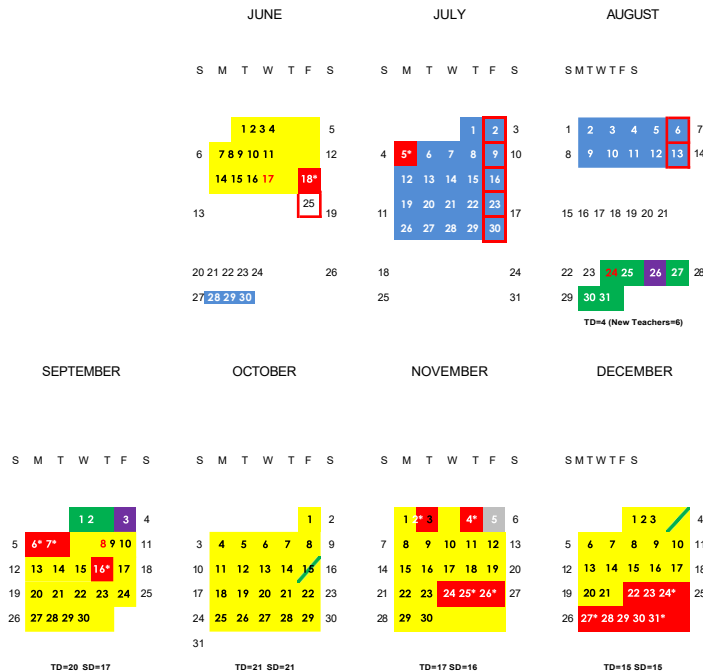 JUNE JULY AUGUST
S M T W T F S S M T W T F S S M T W T F S
1 2 3 4 5 1 2 3 1 2 3 4 5 6 7
6 7 8 9 10 11 12 4 5* 6 7 8 9 10 8 9 10 11 12 13 14
14 15 16 17 18* 12 13 14 15 16
25
13 19 11 19 20 21 22 23 17 15 16 17 18 19 20 21
26 27 28 29 30
20 21 22 23 24 26 18 24 22 23 24 25 26 27 28
27 28 29 30 25 31 29 30 31
TD=4 (New Teachers=6)
SEPTEMBER OCTOBER NOVEMBER DECEMBER
S M T W T F S S M T W T F S S M T W T F S S M T W T F S
1 2 3 4 1 2 1 2* 3 4* 5 6 1 2 3 4
5 6* 7* 8 9 10 11 3 4 5 6 7 8 9 7 8 9 10 11 12 13 5 6 7 8 9 10 11
12 13 14 15 16* 17 18 10 11 12 13 14 15 16 14 15 16 17 18 19 20 12 13 14 15 16 17 18
19 20 21 22 23 24 25 17 18 19 20 21 22 23 21 22 23 24 25* 26* 27 19 20 21 22 23 24* 25
26 27 28 29 30 24 25 26 27 28 29 30 28 29 30 26 27* 28 29 30 31*
31
TD=20 SD=17 TD=21 SD=21 TD=17 SD=16 TD=15 SD=15